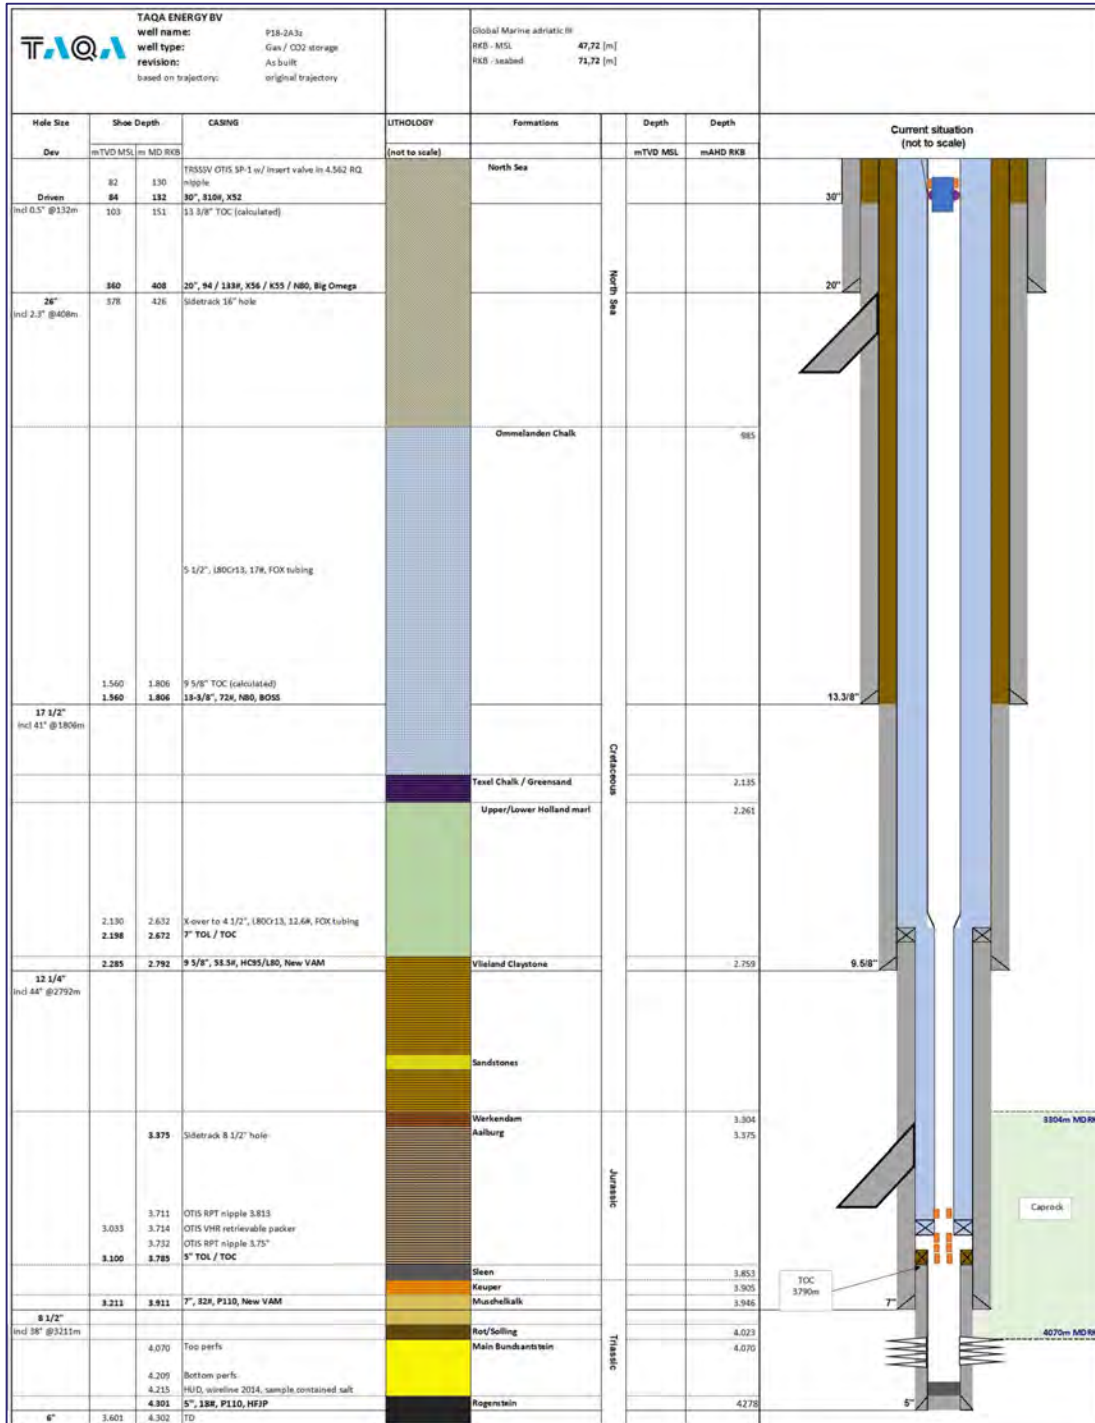 TAQA
TAQA ENERGY BV
well name: P18-2A3z
well type: Gas / CO2 storage
revision: As built
based on trajectory: original trajectory
Global Marine adriatic III
RKB - MSL 47,72 [m]
RKB - seabed 71,72 [m]
Hole Size Shoe Depth CASING LITHOLOGY Formations Depth Depth
Current situation
(not to scale)
Dev mTVD MSL m MD RKB (not to scale) mTVD MSL mAHD RKB
TRSSSV OTIS SP-1 w/ insert valve in 4.562 RQ
82 130 nipple
North Sea
Driven 84 132 30", 310#, X52
30"
incl 0.5° @132m 103 151 13 3/8" TOC (calculated)
North Sea
360 408 20", 94 / 133#, X56 / K55 / N80, Big Omega
20"
26" 378 426 Sidetrack 16" hole
incl 2.3° @408m
Ommelanden Chalk 985
5 1/2", L80Cr13, 17#, FOX tubing
1.560 1.806 9 5/8" TOC (calculated)
1.560 1.806 13-3/8", 72#, N80, BOSS
13.3/8"
17 1/2"
incl 41° @1806m
Cretaceous
Texel Chalk / Greensand 2.135
Upper/Lower Holland marl 2.261
2.130 2.632 X-over to 4 1/2", L80Cr13, 12.6#, FOX tubing
2.198 2.672 7" TOL / TOC
2.285 2.792 9 5/8", 53.5#, HC95/L80, New VAM Vlieland Claystone 2.759
9.5/8"
12 1/4"
incl 44° @2792m
Sandstones
Werkendam 3.304
3304m MDRK
3.375 Sidetrack 8 1/2" hole Aalburg 3.375
Jurassic
Caprock
3.711 OTIS RPT nipple 3.813
3.033 3.714 OTIS VHR retrievable packer
3.732 OTIS RPT nipple 3.75"
3.100 3.785 5" TOL / TOC
Sleen 3.853
TOC
3790m
Keuper 3.905
3.211 3.911 7", 32#, P110, New VAM Muschelkalk 3.946
7"
8 1/2"
incl 38° @3211m Rot/Solling 4.023
4070m MDRK
4.070 Top perfs Main Bundsantstein 4.070
Triassic
4.209 Bottom perfs
4.215 HUD, wireline 2014, sample contained salt
4.301 5", 18#, P110, HFJP Rogenstein 4278
5"
6" 3.601 4.302 TD